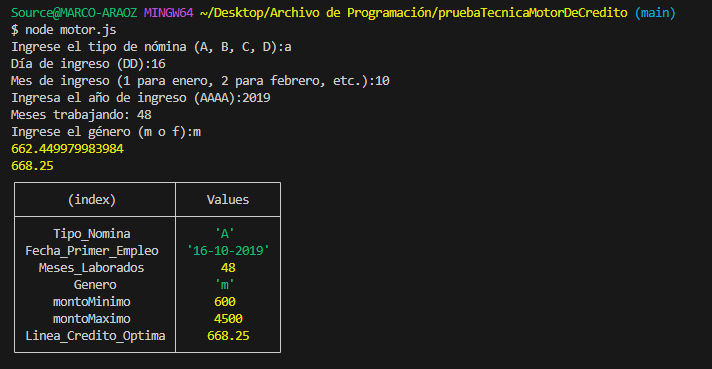 Source@MARCO-ARAOZ MINGW64 ~/Desktop/Archivo de Programación/pruebaTecnicaMotorDeCredito (main)
$ node motor.js
Ingrese el tipo de nómina (A, B, C, D):a
Día de ingreso (DD):16
Mes de ingreso (1 para enero, 2 para febrero, etc.):10
Ingresa el año de ingreso (AAAA):2019
Meses trabajando: 48
Ingrese el género (m o f):m
662.449979983984
668.25
(index) Values
Tipo_Nomina 'A'
Fecha_Primer_Empleo '16-10-2019'
Meses_Laborados 48
Genero 'm'
montoMinimo 600
montoMaximo 4500
Linea_Credito_Optima 668.25